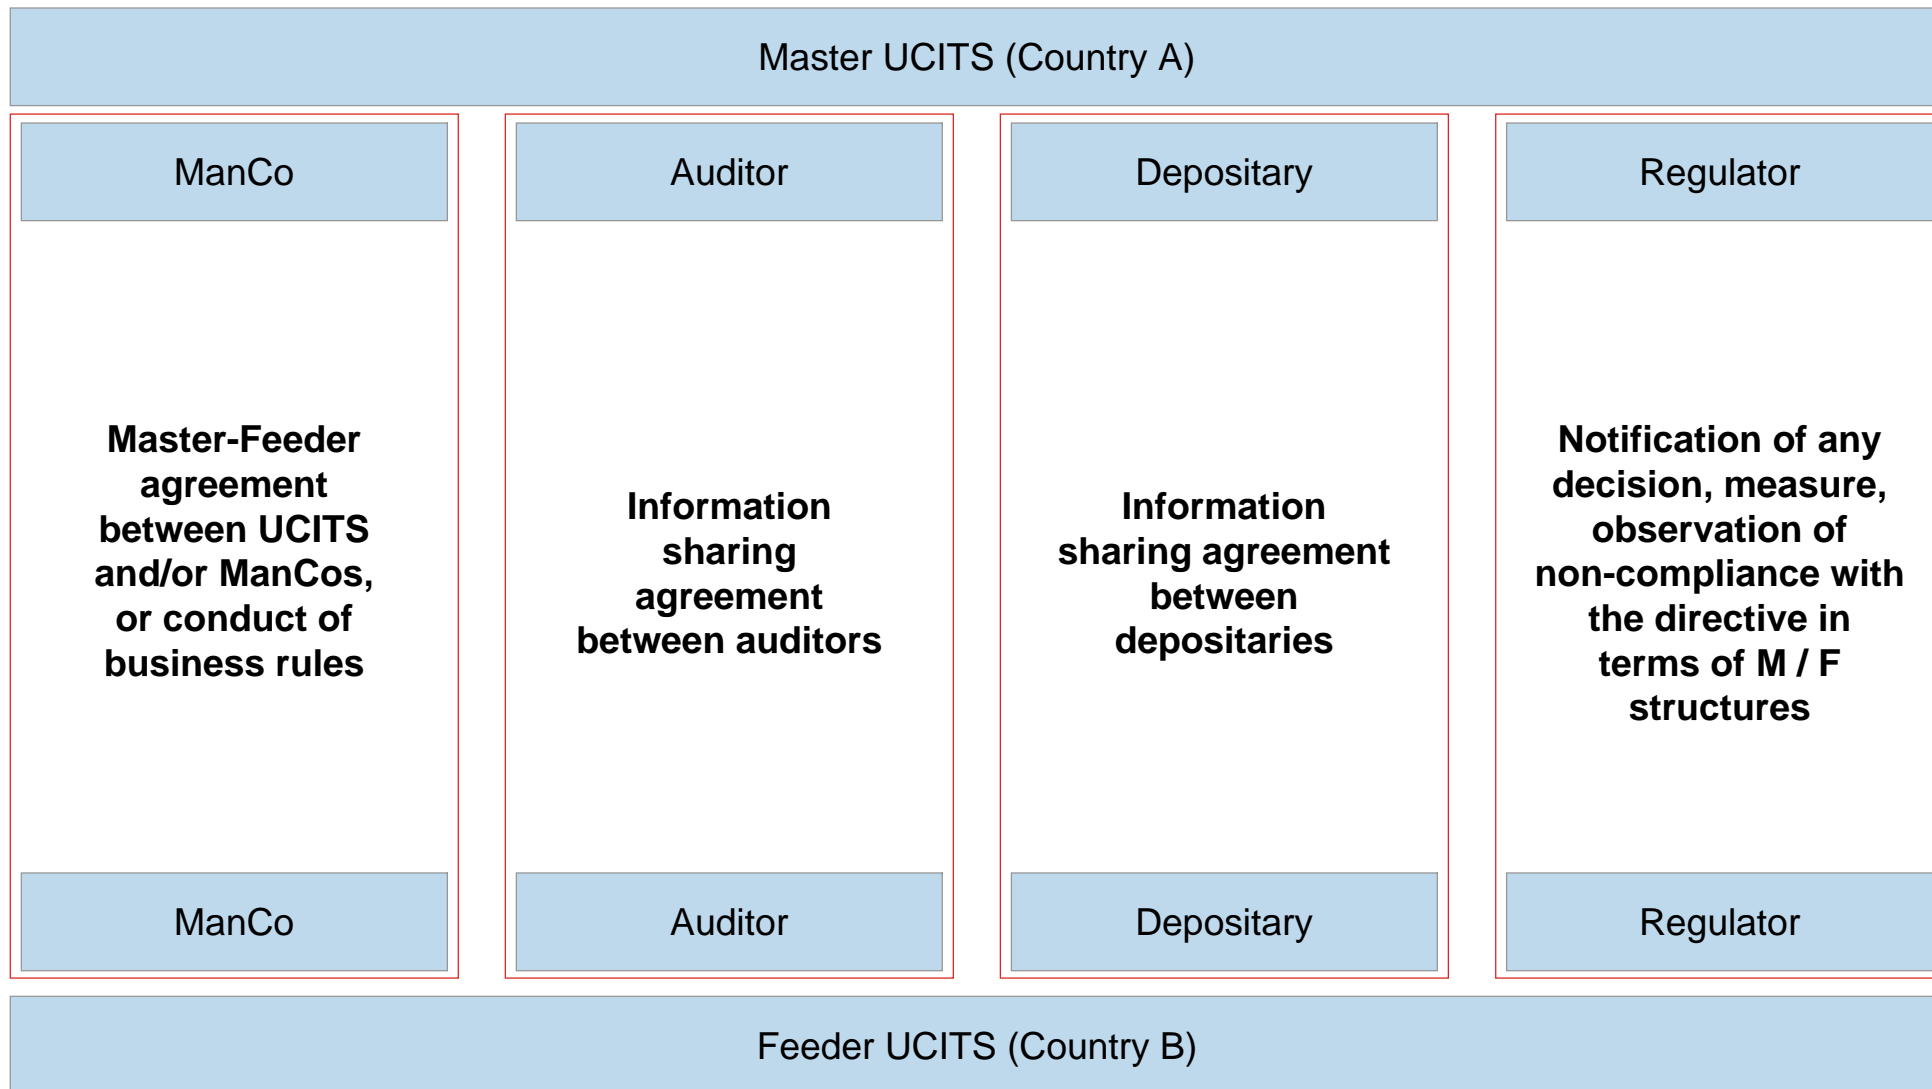 Master UCITS (Country A)
ManCo
Auditor
Depositary
Regulator
Master-Feeder
agreement
between UCITS
and/or ManCos,
or conduct of
business rules
Information
sharing
agreement
between auditors
Information
sharing agreement
between
depositaries
Notification of any
decision, measure,
observation of
non-compliance with
the directive in
terms of M / F
structures
ManCo
Auditor
Depositary
Regulator
Feeder UCITS (Country B)